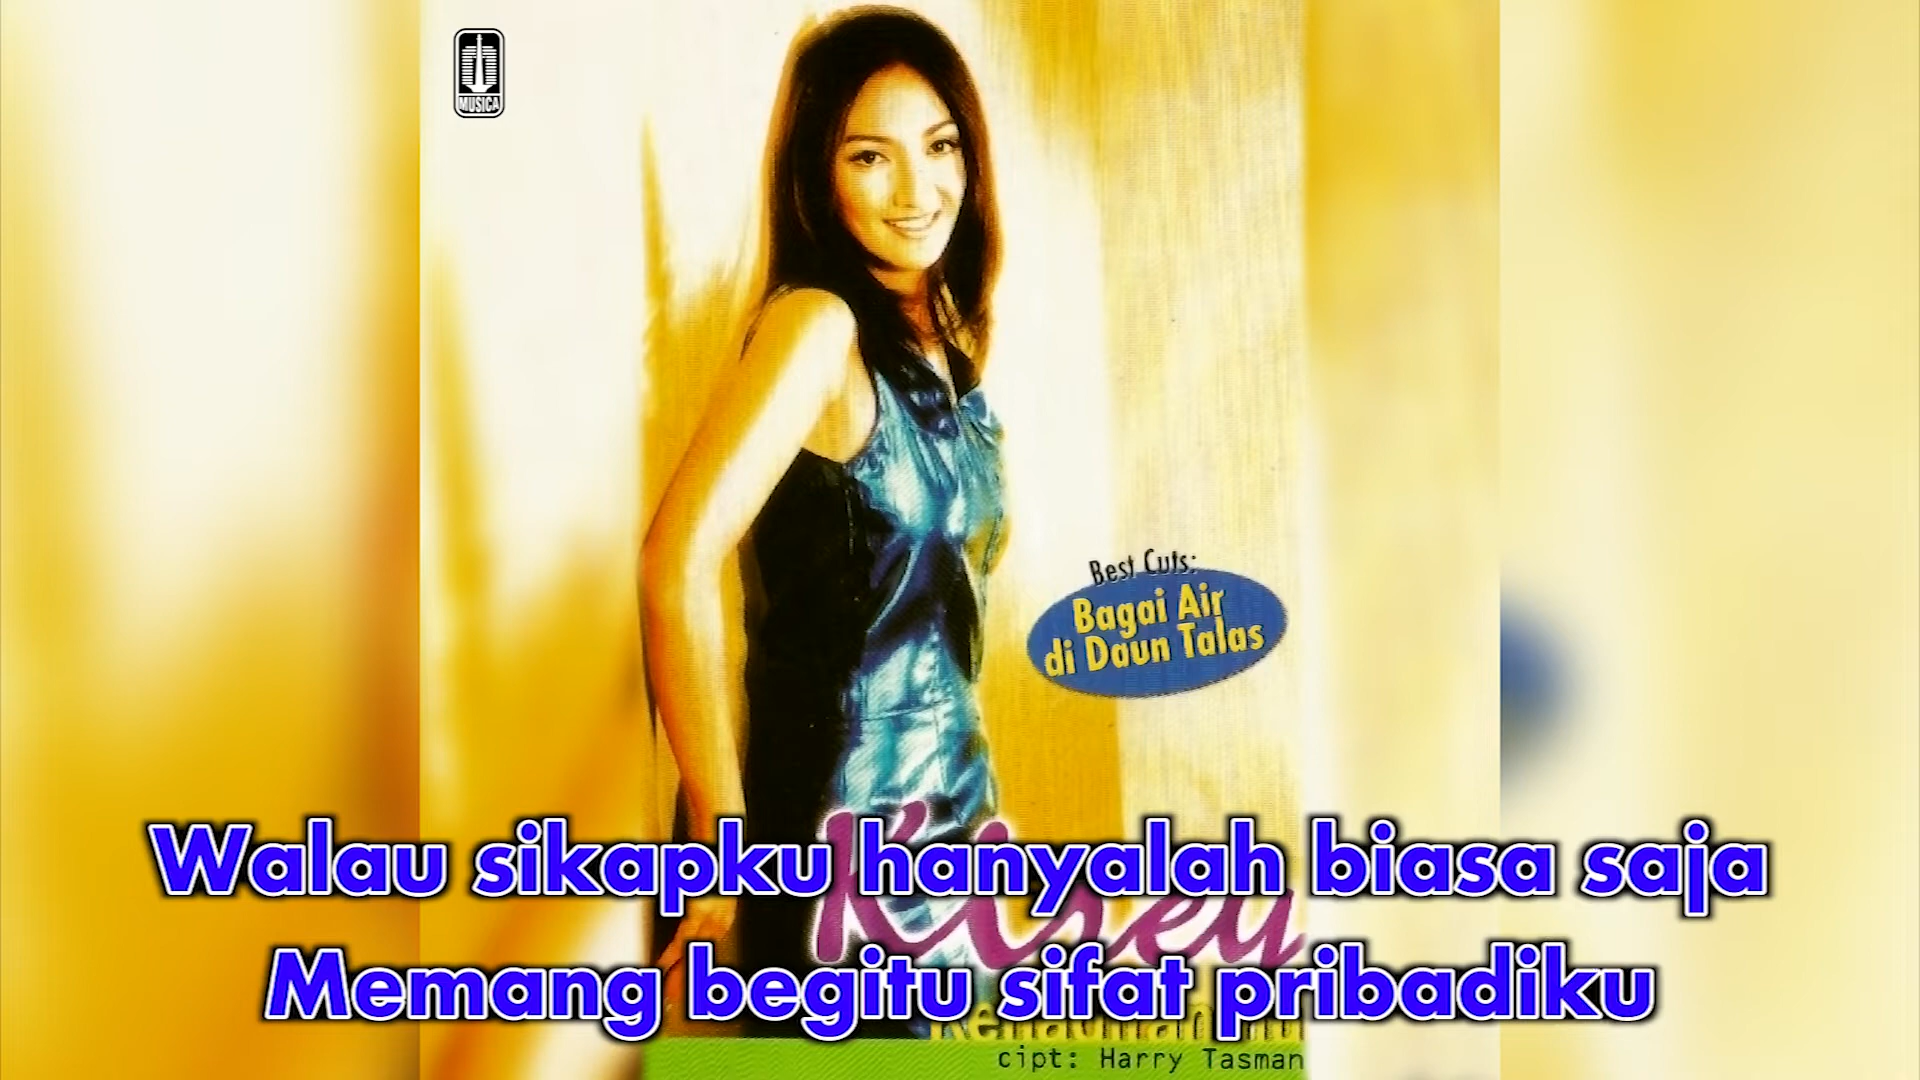 MUSICA
Best Cuts:
Bagai Air
di Daun Talas
Walau sikapku hanyalah biasa saja
Memang begitu sifat pribadiku
cipt: Harry Tasman